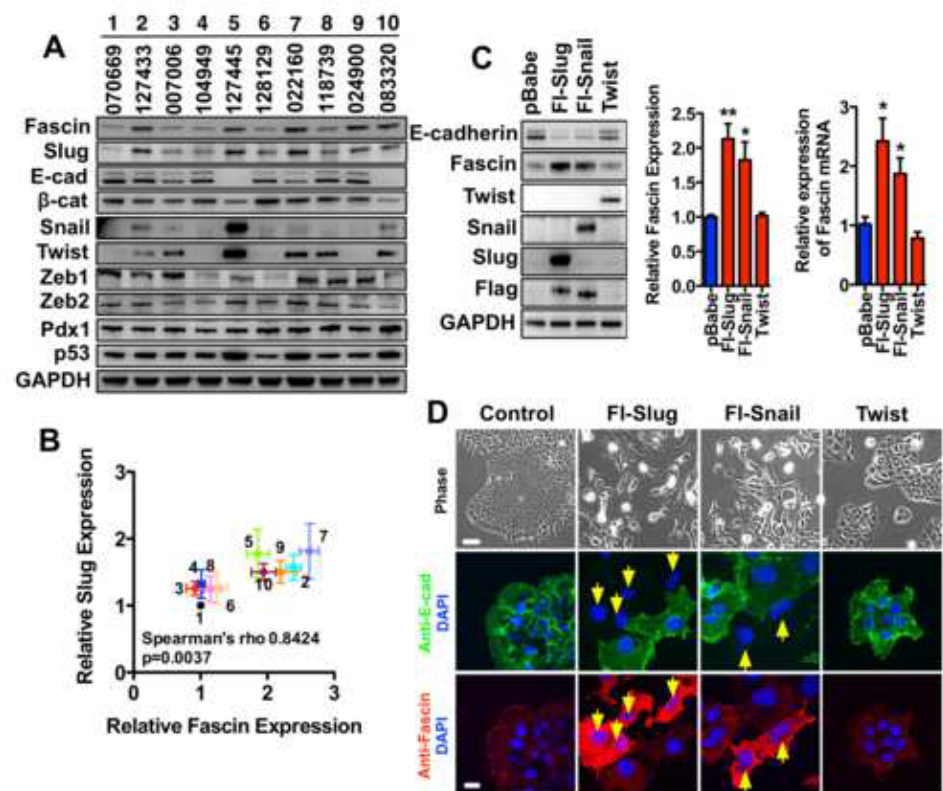 A
1 2 3 4 5 6 7 8 9 10
070669 127433 007006 104949 127445 128129 022160 118739 024900 083320
Fascin
Slug
E-cad
β-cat
Snail
Twist
Zeb1
Zeb2
Pdx1
p53
GAPDH
B
Relative Slug Expression
3
2
1
0
0 1 2 3
5
7
9
4 8
3
10
2
6
1
Spearman's rho 0.8424
p=0.0037
Relative Fascin Expression
C
pBabe Fl-Slug Fl-Snail Twist
E-cadherin
Fascin
Twist
Snail
Slug
Flag
GAPDH
Relative Fascin Expression
2.5
2.0
1.5
1.0
0.5
0.0
**
*
pBabe Fl-Slug Fl-Snail Twist
Relative expression
of Fascin mRNA
3
2
1
0
*
*
pBabe Fl-Slug Fl-Snail Twist
D
Control Fl-Slug Fl-Snail Twist
Phase
Anti-E-cad
DAPI
Anti-Fascin
DAPI